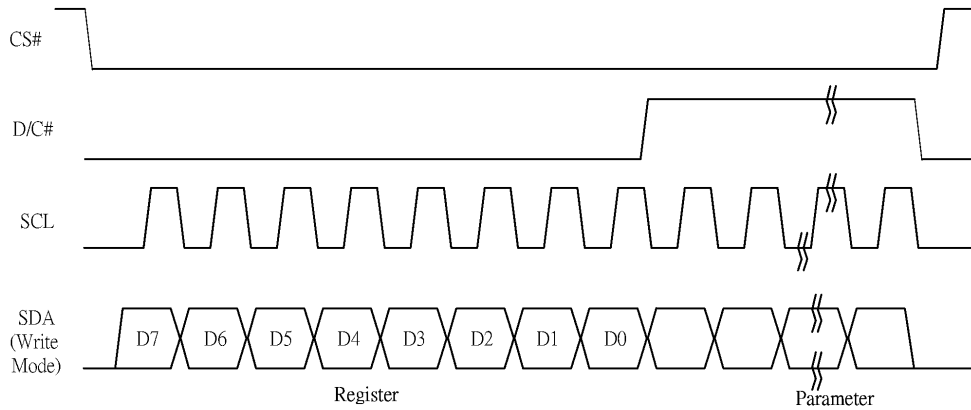 CS#
D/C#
SCL
SDA
(Write
Mode)
D7 D6 D5 D4 D3 D2 D1 D0
Register Parameter